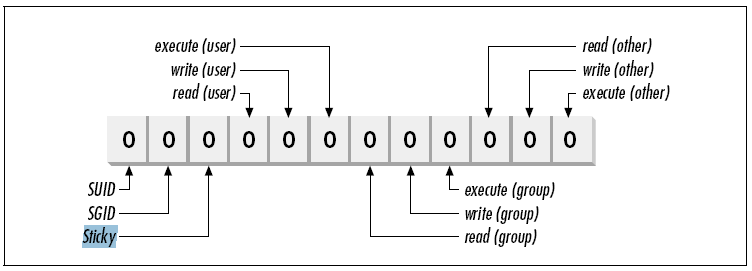 execute (user)
write (user)
read (user)
read (other)
write (other)
execute (other)
0 0 0 0 0 0 0 0 0 0 0 0
SUID
SGID
Sticky
execute (group)
write (group)
read (group)